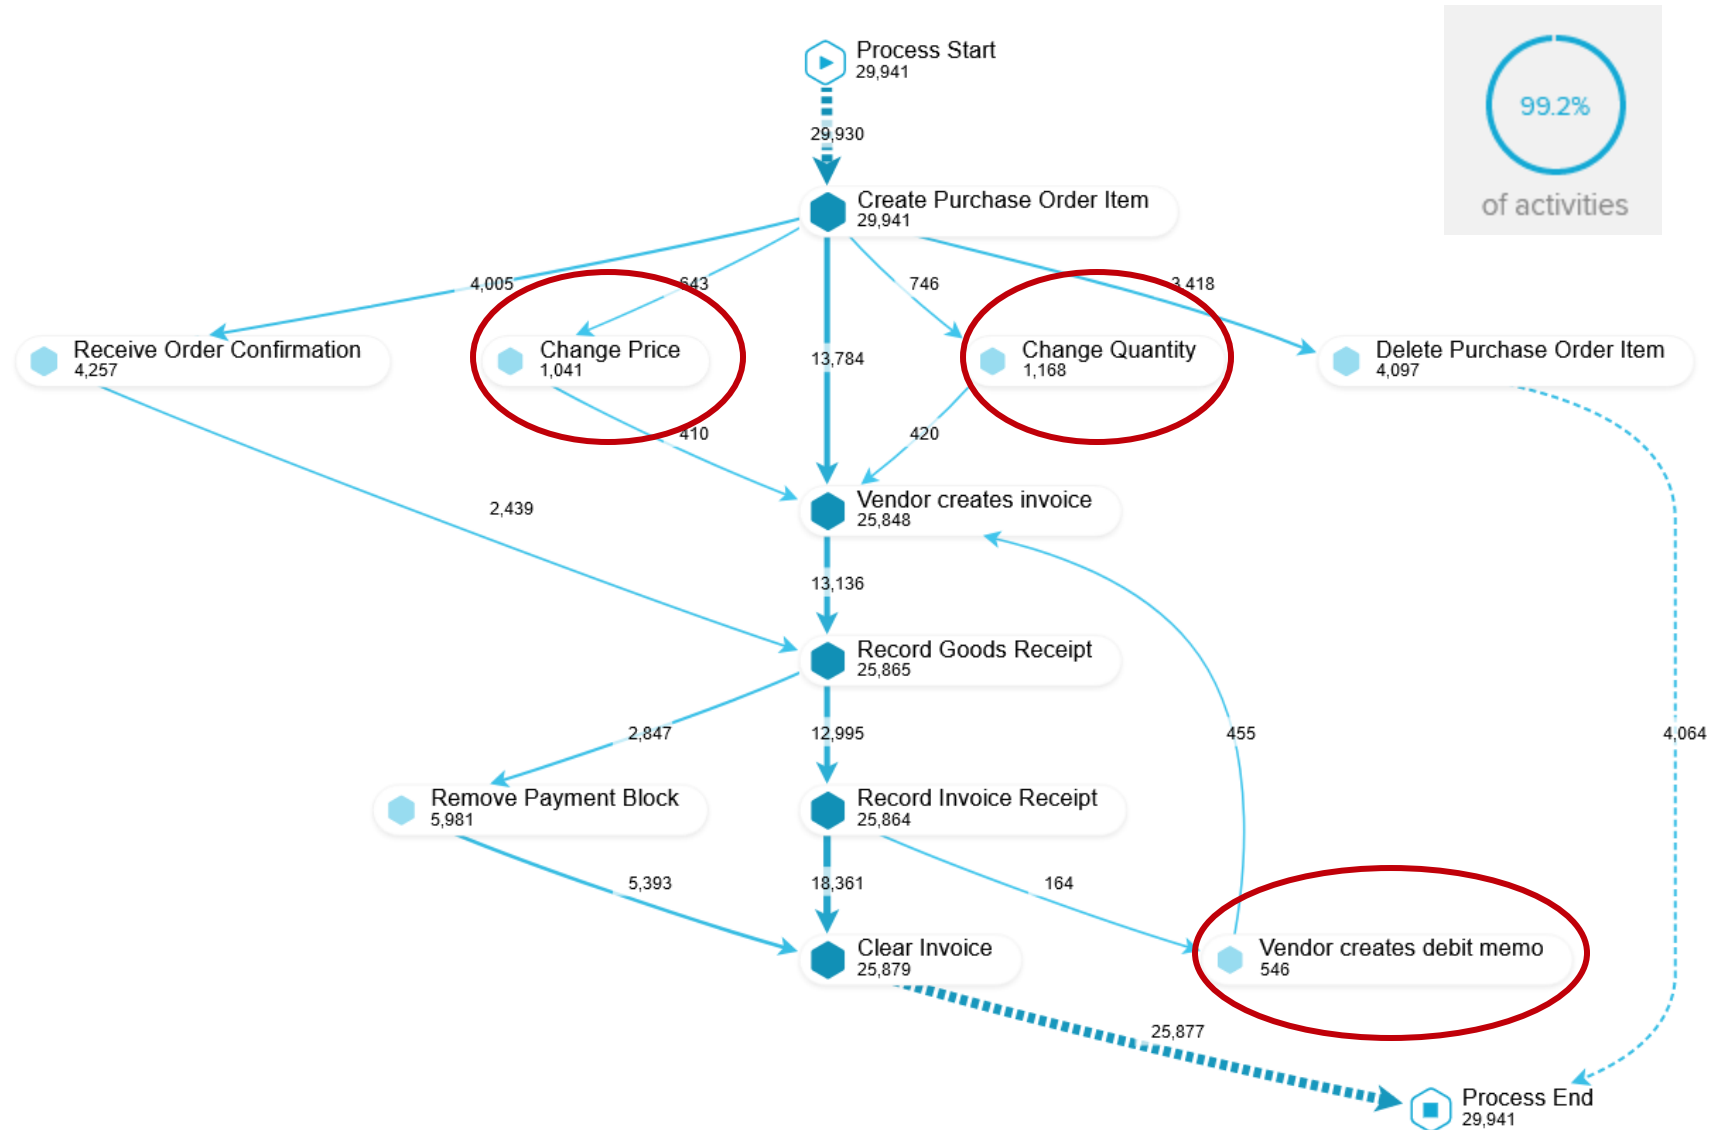 Process Start
29,941
99.2%
of activities
29,930
Create Purchase Order Item
29,941
4,005
643
746
3,418
Receive Order Confirmation
4,257
Change Price
1,041
13,784
Change Quantity
1,168
Delete Purchase Order Item
4,097
410
420
Vendor creates invoice
25,848
2,439
13,136
Record Goods Receipt
25,865
2,847
12,995
455
4,064
Remove Payment Block
5,981
Record Invoice Receipt
25,864
5,393
18,361
164
Clear Invoice
25,879
Vendor creates debit memo
546
25,877
Process End
29,941